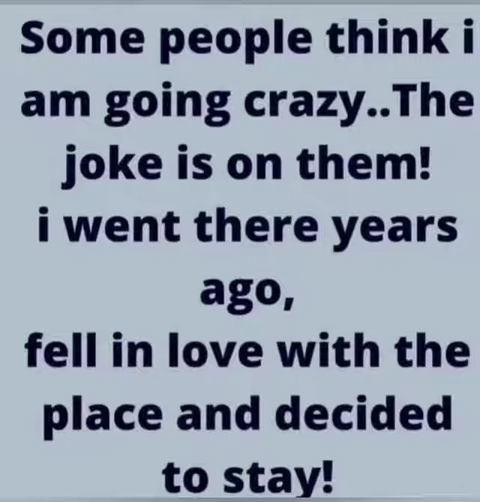 Some people think i
am going crazy..The
joke is on them!
i went there years
ago,
fell in love with the
place and decided
to stay!